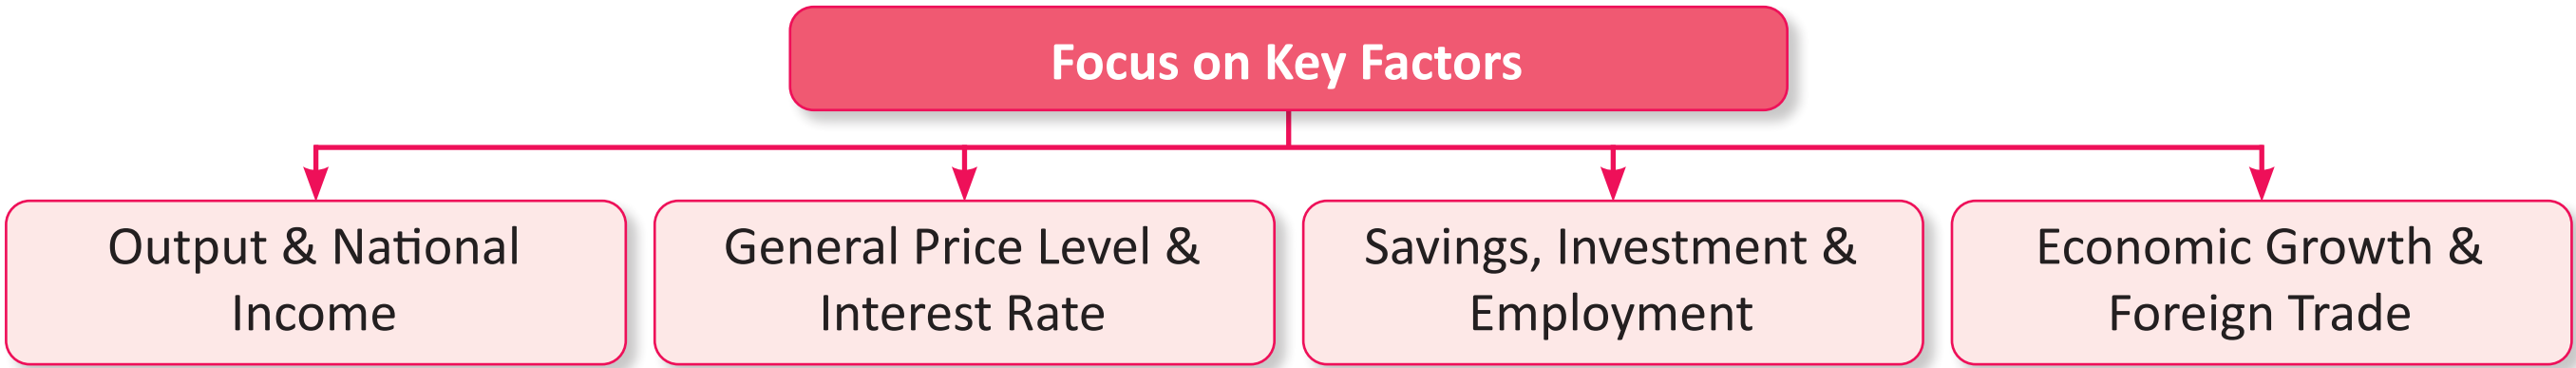 Focus on Key Factors
Output & National
Income
General Price Level &
Interest Rate
Savings, Investment &
Employment
Economic Growth &
Foreign Trade